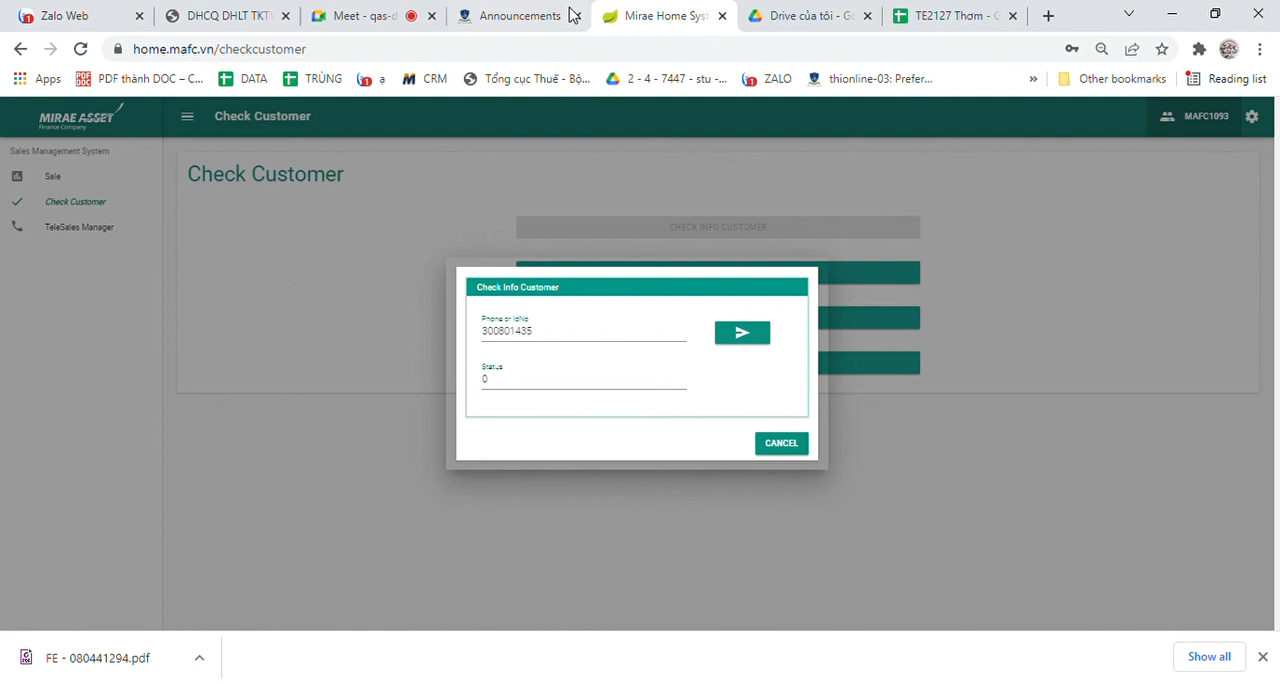 Zalo Web
DHCQ DHLT TKTV
Meet - qas-d
Announcements
Mirae Home Syst
Drive của tôi - Go
TE2127 Thơm - G
home.mafc.vn/checkcustomer
Apps
PDF thành DOC – C...
DATA
TRÙNG
ạ
CRM
Tổng cục Thuế - Bộ...
2 - 4 - 7447 - stu -...
ZALO
thionline-03: Prefer...
»
Other bookmarks
Reading list
MIRAE ASSET
Finance Company
Check Customer
MAFC1093
Sales Management System
Sale
Check Customer
TeleSales Manager
Check Customer
CHECK INFO CUSTOMER
Check Info Customer
Phone or IdNo
300801435
Status
0
CANCEL
FE - 080441294.pdf
Show all